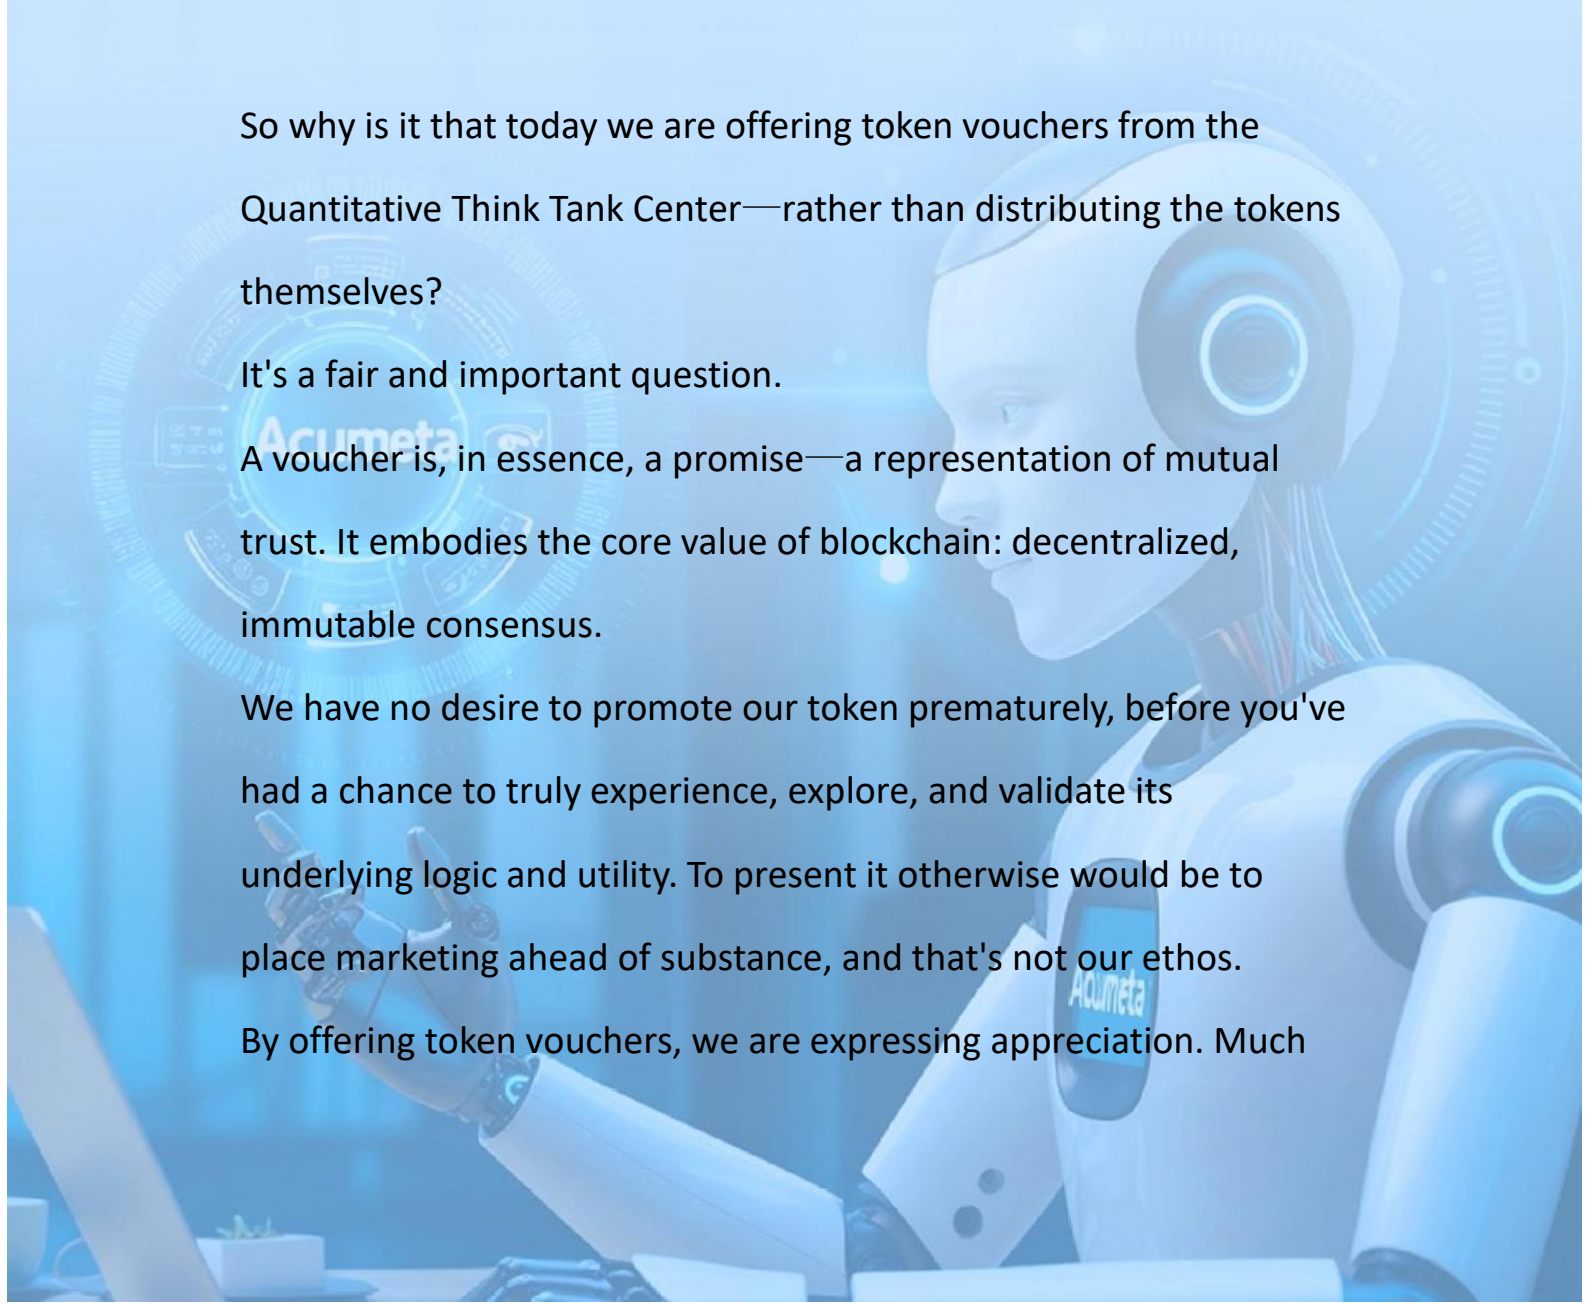 So why is it that today we are offering token vouchers from the
Quantitative Think Tank Center—rather than distributing the tokens
themselves?
It's a fair and important question.
Acumeta
A voucher is, in essence, a promise—a representation of mutual
trust. It embodies the core value of blockchain: decentralized,
immutable consensus.
We have no desire to promote our token prematurely, before you've
had a chance to truly experience, explore, and validate its
underlying logic and utility. To present it otherwise would be to
place marketing ahead of substance, and that's not our ethos.
Acumeta
By offering token vouchers, we are expressing appreciation. Much